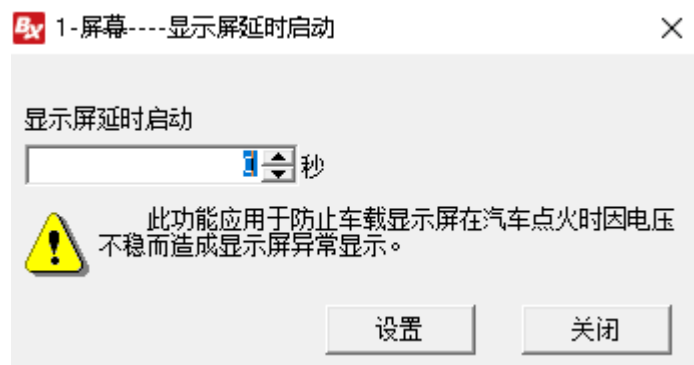 BX 1-屏幕----显示屏延时启动
显示屏延时启动
秒
此功能应用于防止车载显示屏在汽车点火时因电压
不稳而造成显示屏异常显示。
设置 关闭